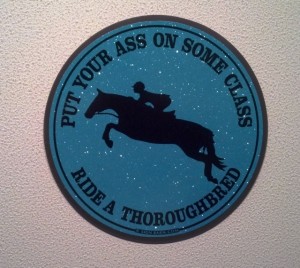 PUT YOUR ASS ON SOME CLASS
RIDE A THOROUGHBRED